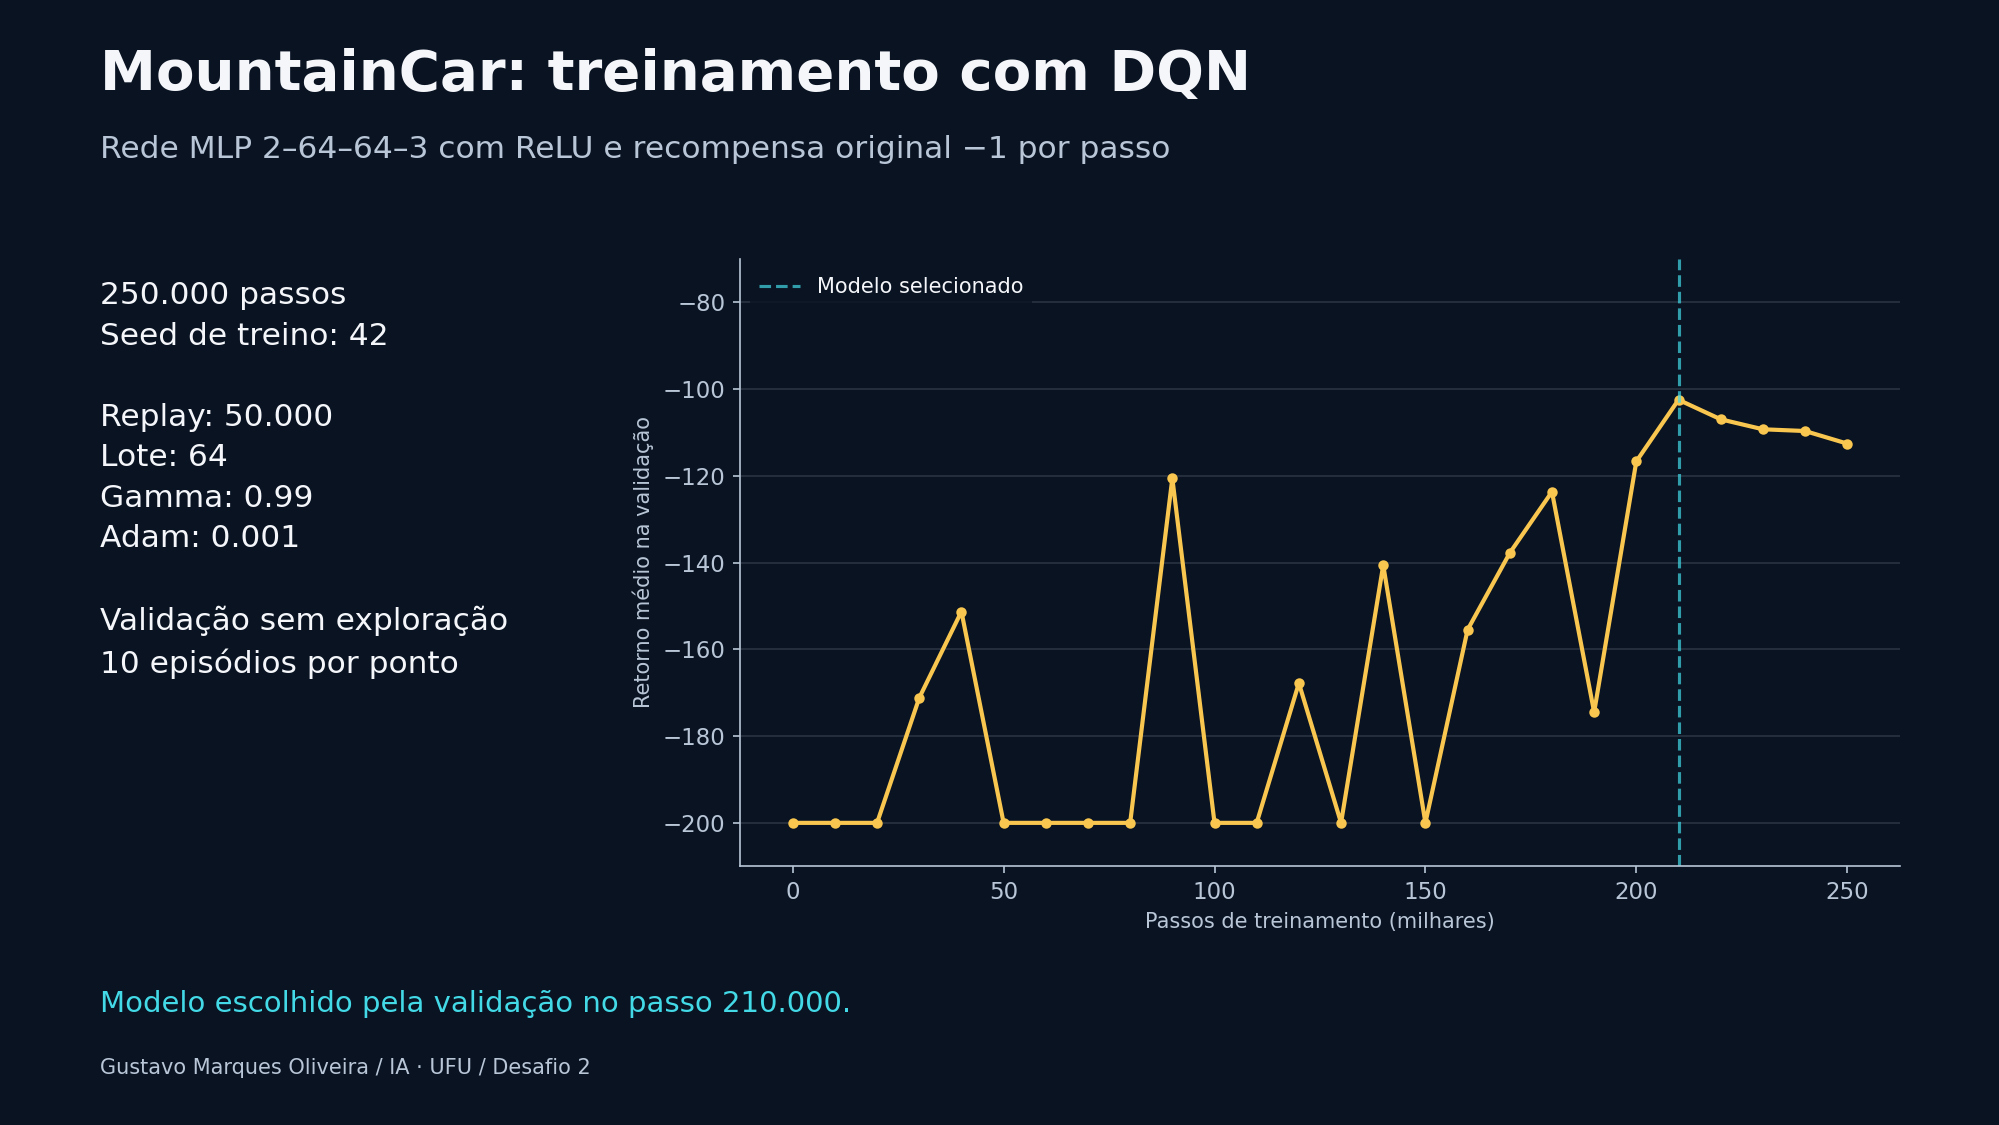 MountainCar: treinamento com DQN
Rede MLP 2–64–64–3 com ReLU e recompensa original −1 por passo
250.000 passos
Seed de treino: 42
Replay: 50.000
Lote: 64
Gamma: 0.99
Adam: 0.001
Validação sem exploração
10 episódios por ponto
Modelo selecionado
Retorno médio na validação
−80
−100
−120
−140
−160
−180
−200
0 50 100 150 200 250
Passos de treinamento (milhares)
Modelo escolhido pela validação no passo 210.000.
Gustavo Marques Oliveira / IA · UFU / Desafio 2